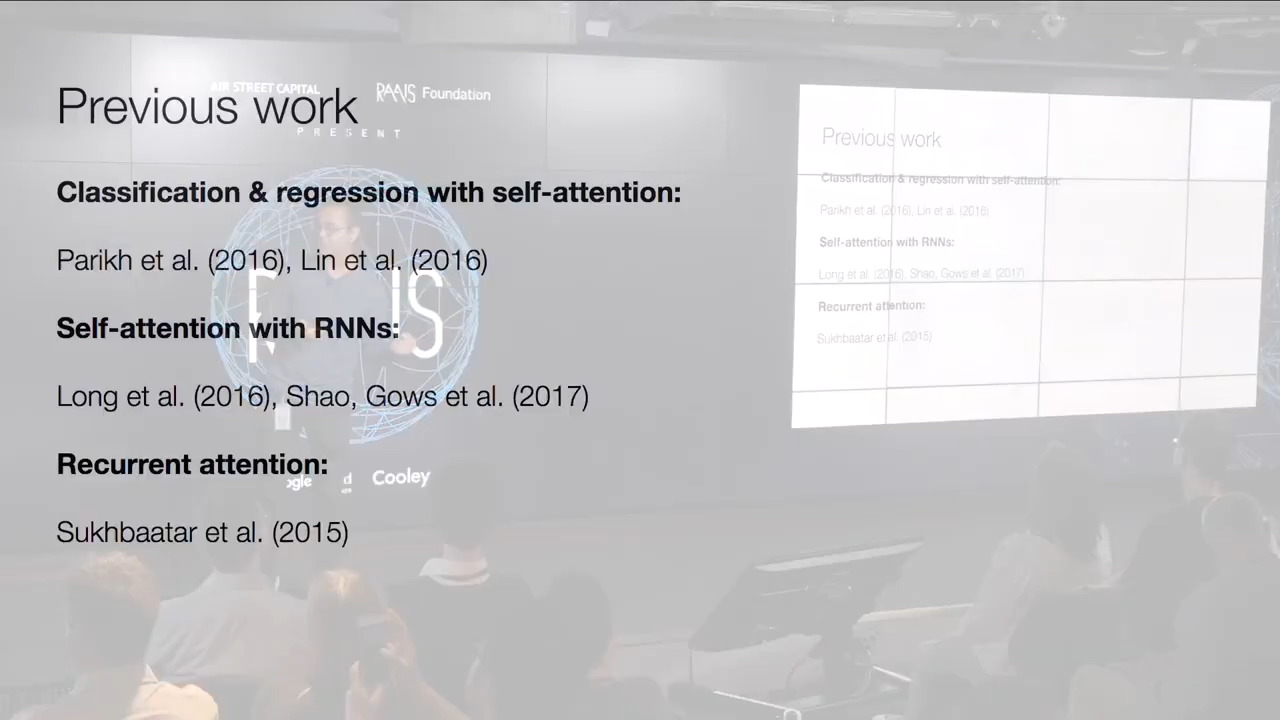 AIR STREET CAPITAL
RAAIS Foundation
PRESENT
Previous work
Classification & regression with self-attention:
Parikh et al. (2016), Lin et al. (2016)
Self-attention with RNNs:
Long et al. (2016), Shao, Gows et al. (2017)
Recurrent attention:
Sukhbaatar et al. (2015)
Cooley
Previous work
Classification & regression with self-attention:
Parikh et al. (2016), Lin et al. (2016)
Self-attention with RNNs:
Long et al. (2016), Shao, Gows et al. (2017)
Recurrent attention:
Sukhbaatar et al. (2015)